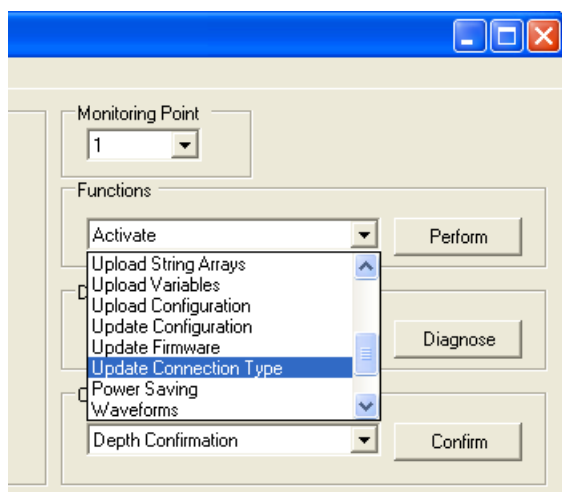 Monitoring Point
1
Functions
Activate
Perform
Upload String Arrays
Upload Variables
Upload Configuration
Update Configuration
Update Firmware
Diagnose
Update Connection Type
Power Saving
Waveforms
Depth Confirmation
Confirm